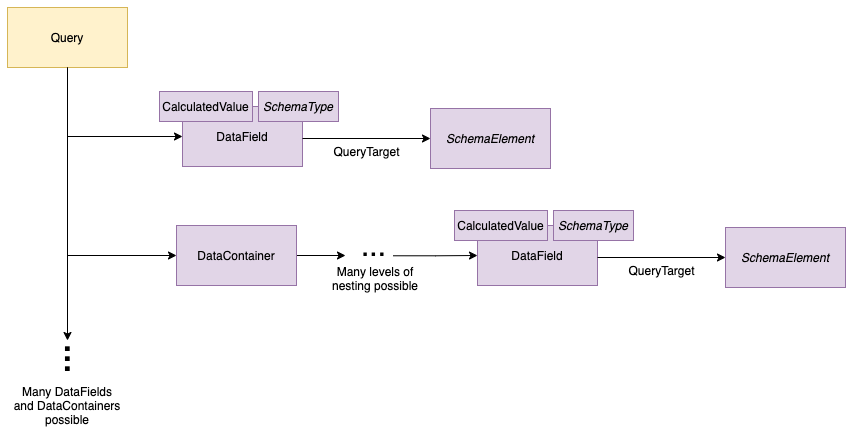 Query
CalculatedValue
SchemaType
DataField
QueryTarget
SchemaElement
CalculatedValue
SchemaType
DataContainer
...
Many levels of
nesting possible
DataField
QueryTarget
SchemaElement
Many DataFields
and DataContainers
possible